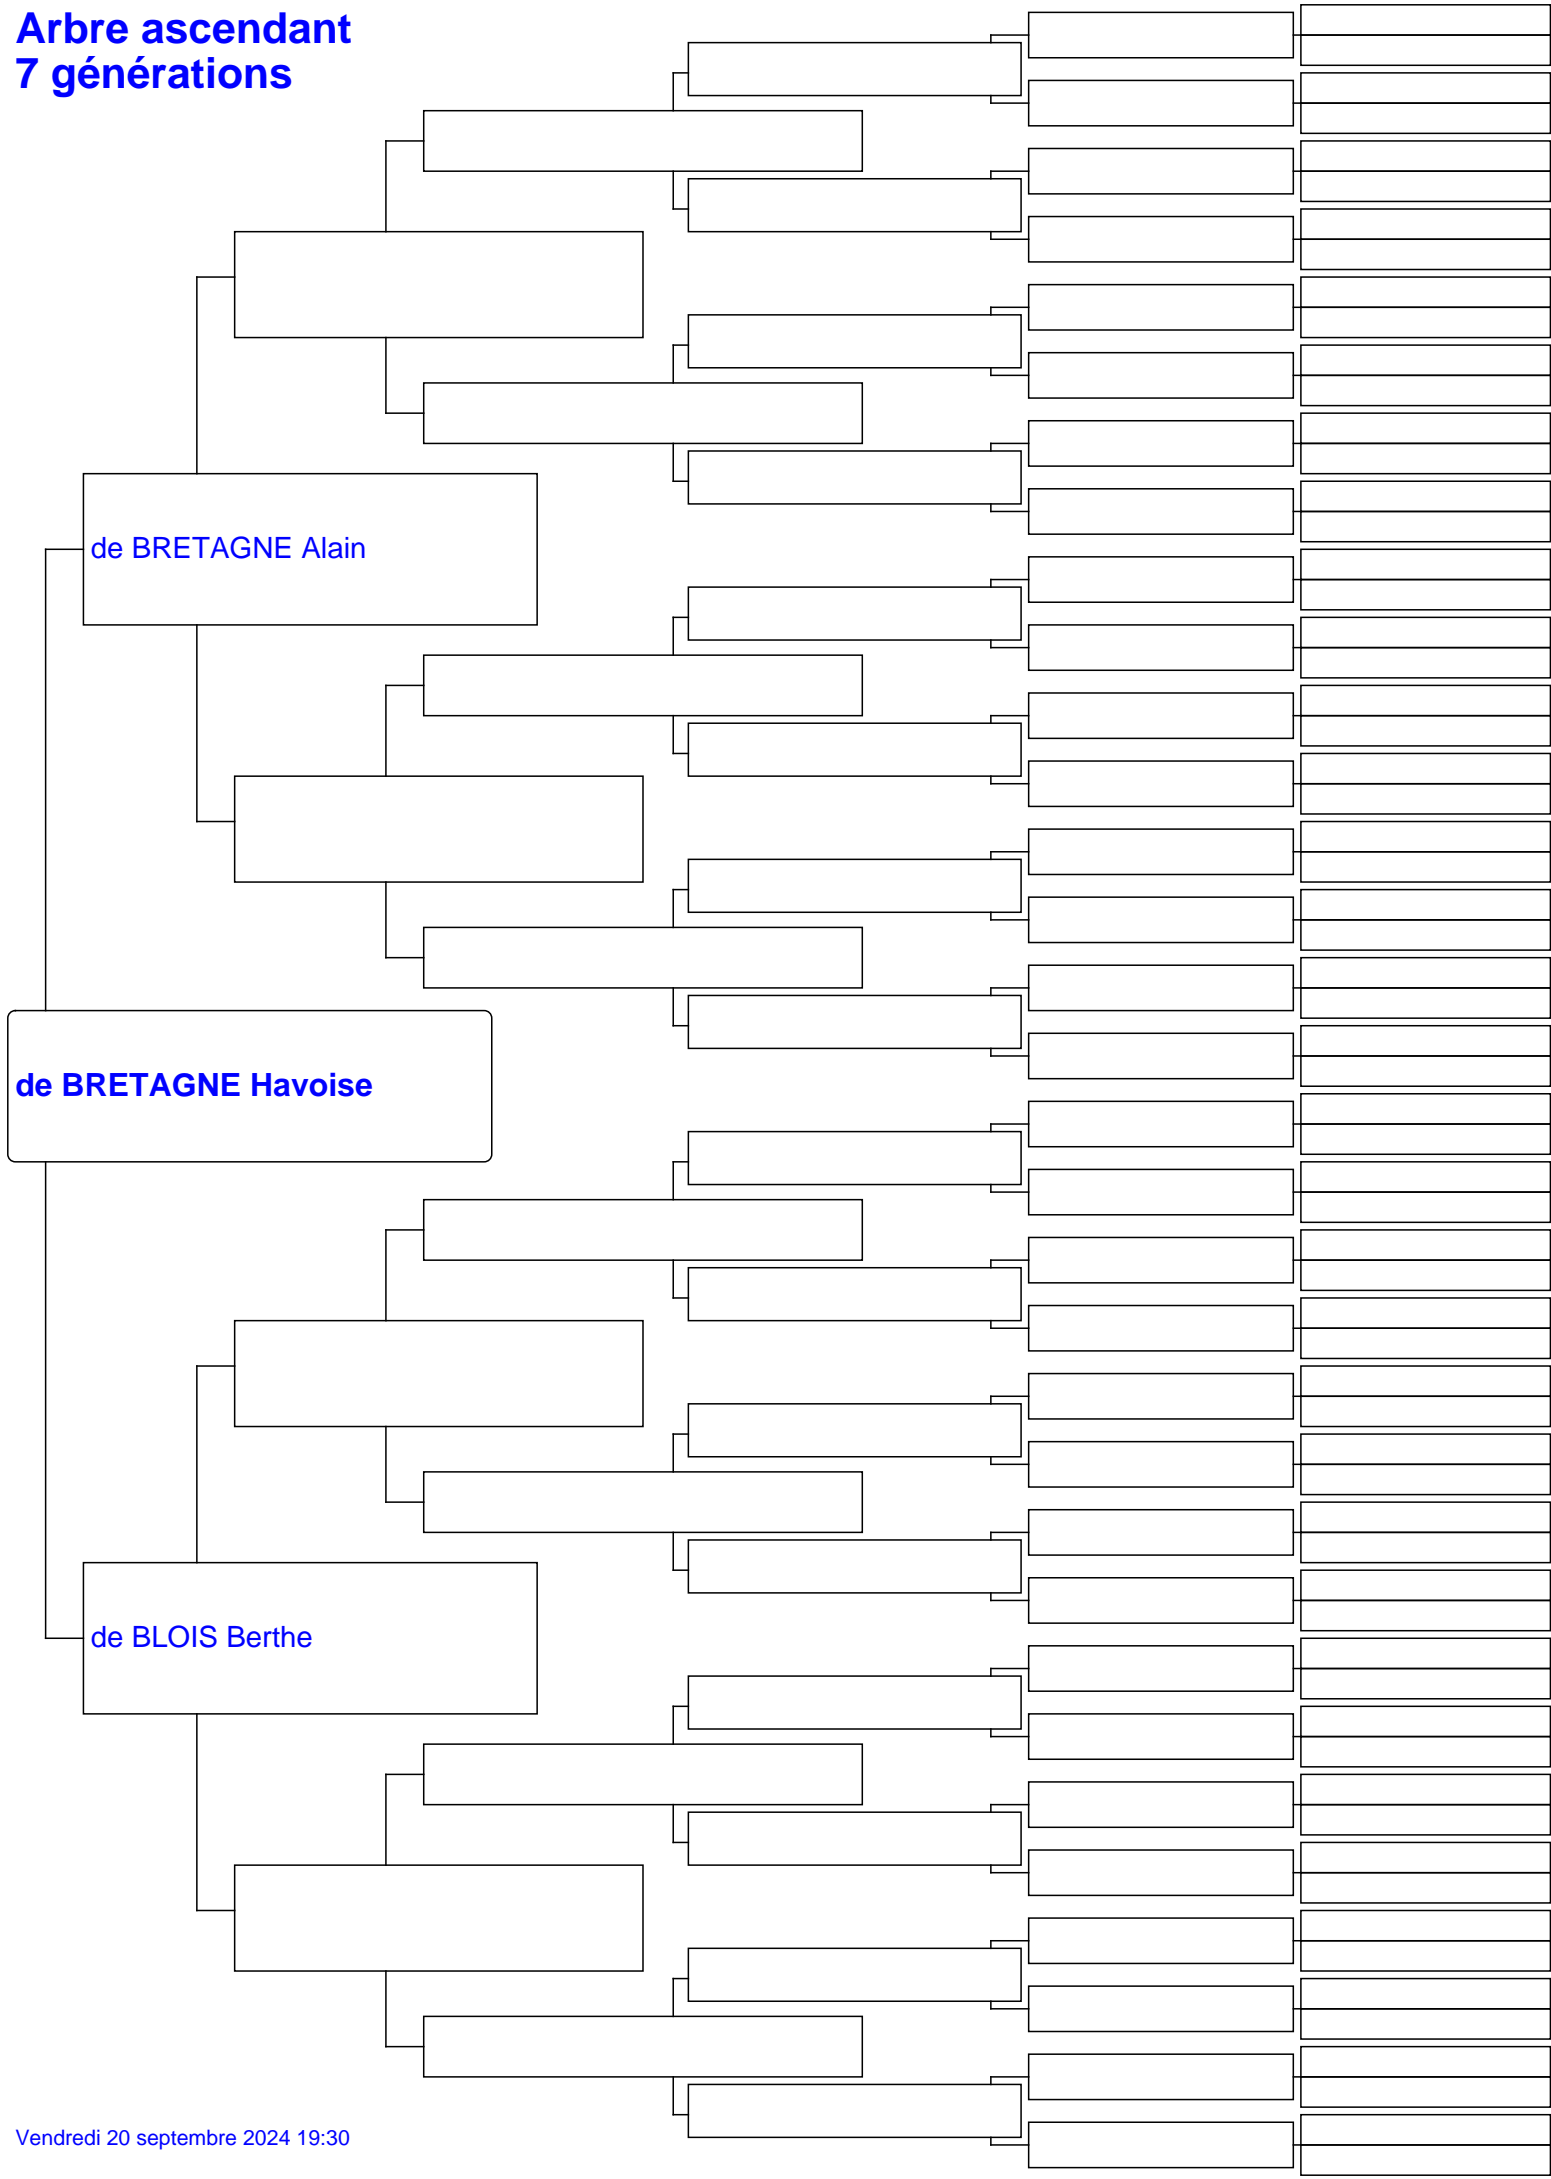 Arbre ascendant
7 générations
de BRETAGNE Alain
de BRETAGNE Havoise
de BLOIS Berthe
Vendredi 20 septembre 2024 19:30